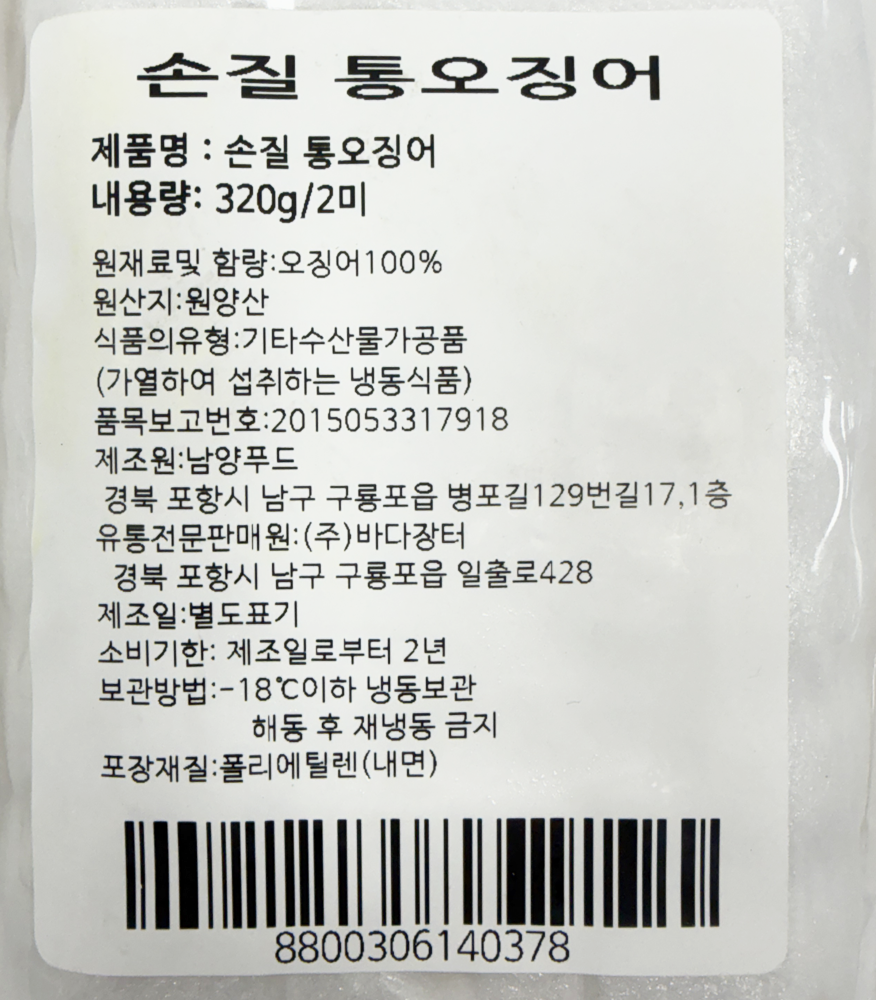 손질 통오징어
제품명 : 손질 통오징어
내용량: 320g/2미
원재료및 함량:오징어100%
원산지:원양산
식품의유형:기타수산물가공품
(가열하여 섭취하는 냉동식품)
품목보고번호:2015053317918
제조원:남양푸드
경북 포항시 남구 구룡포읍 병포길129번길17,1층
유통전문판매원:(주)바다장터
경북 포항시 남구 구룡포읍 일출로428
제조일:별도표기
소비기한: 제조일로부터 2년
보관방법:-18℃이하 냉동보관
해동 후 재냉동 금지
포장재질:폴리에틸렌(내면)
8800306140378